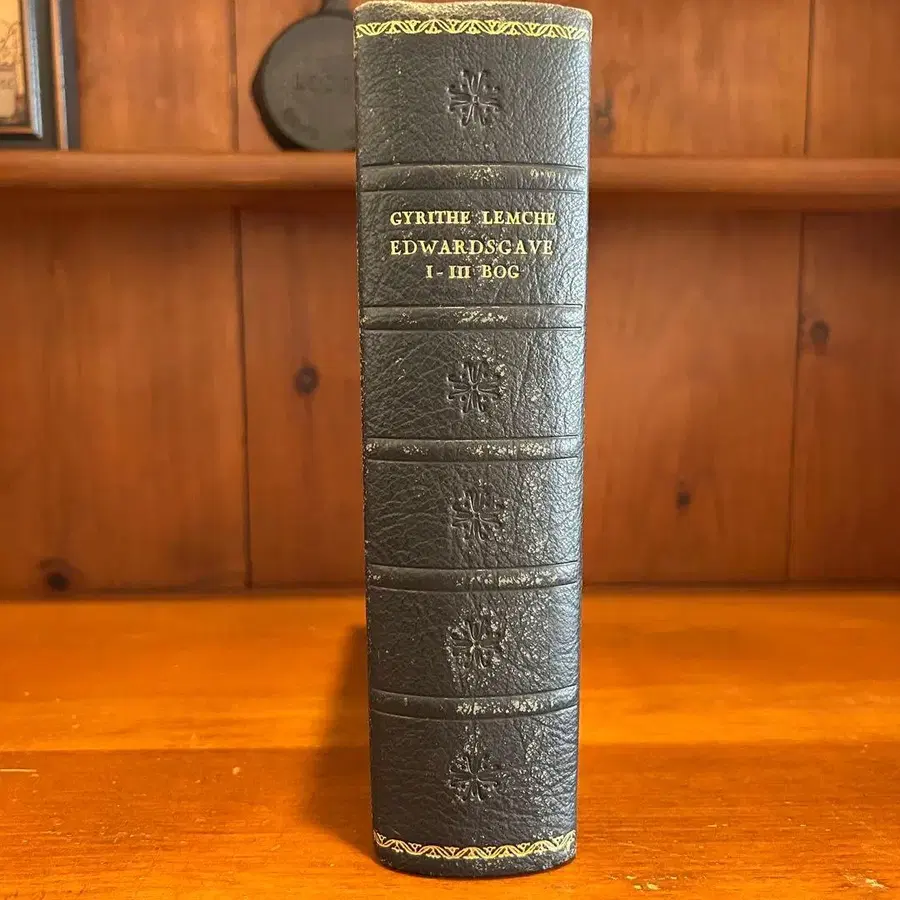 GYRITHE LEMCHE
EDWARDSGAVE
I - III BOG